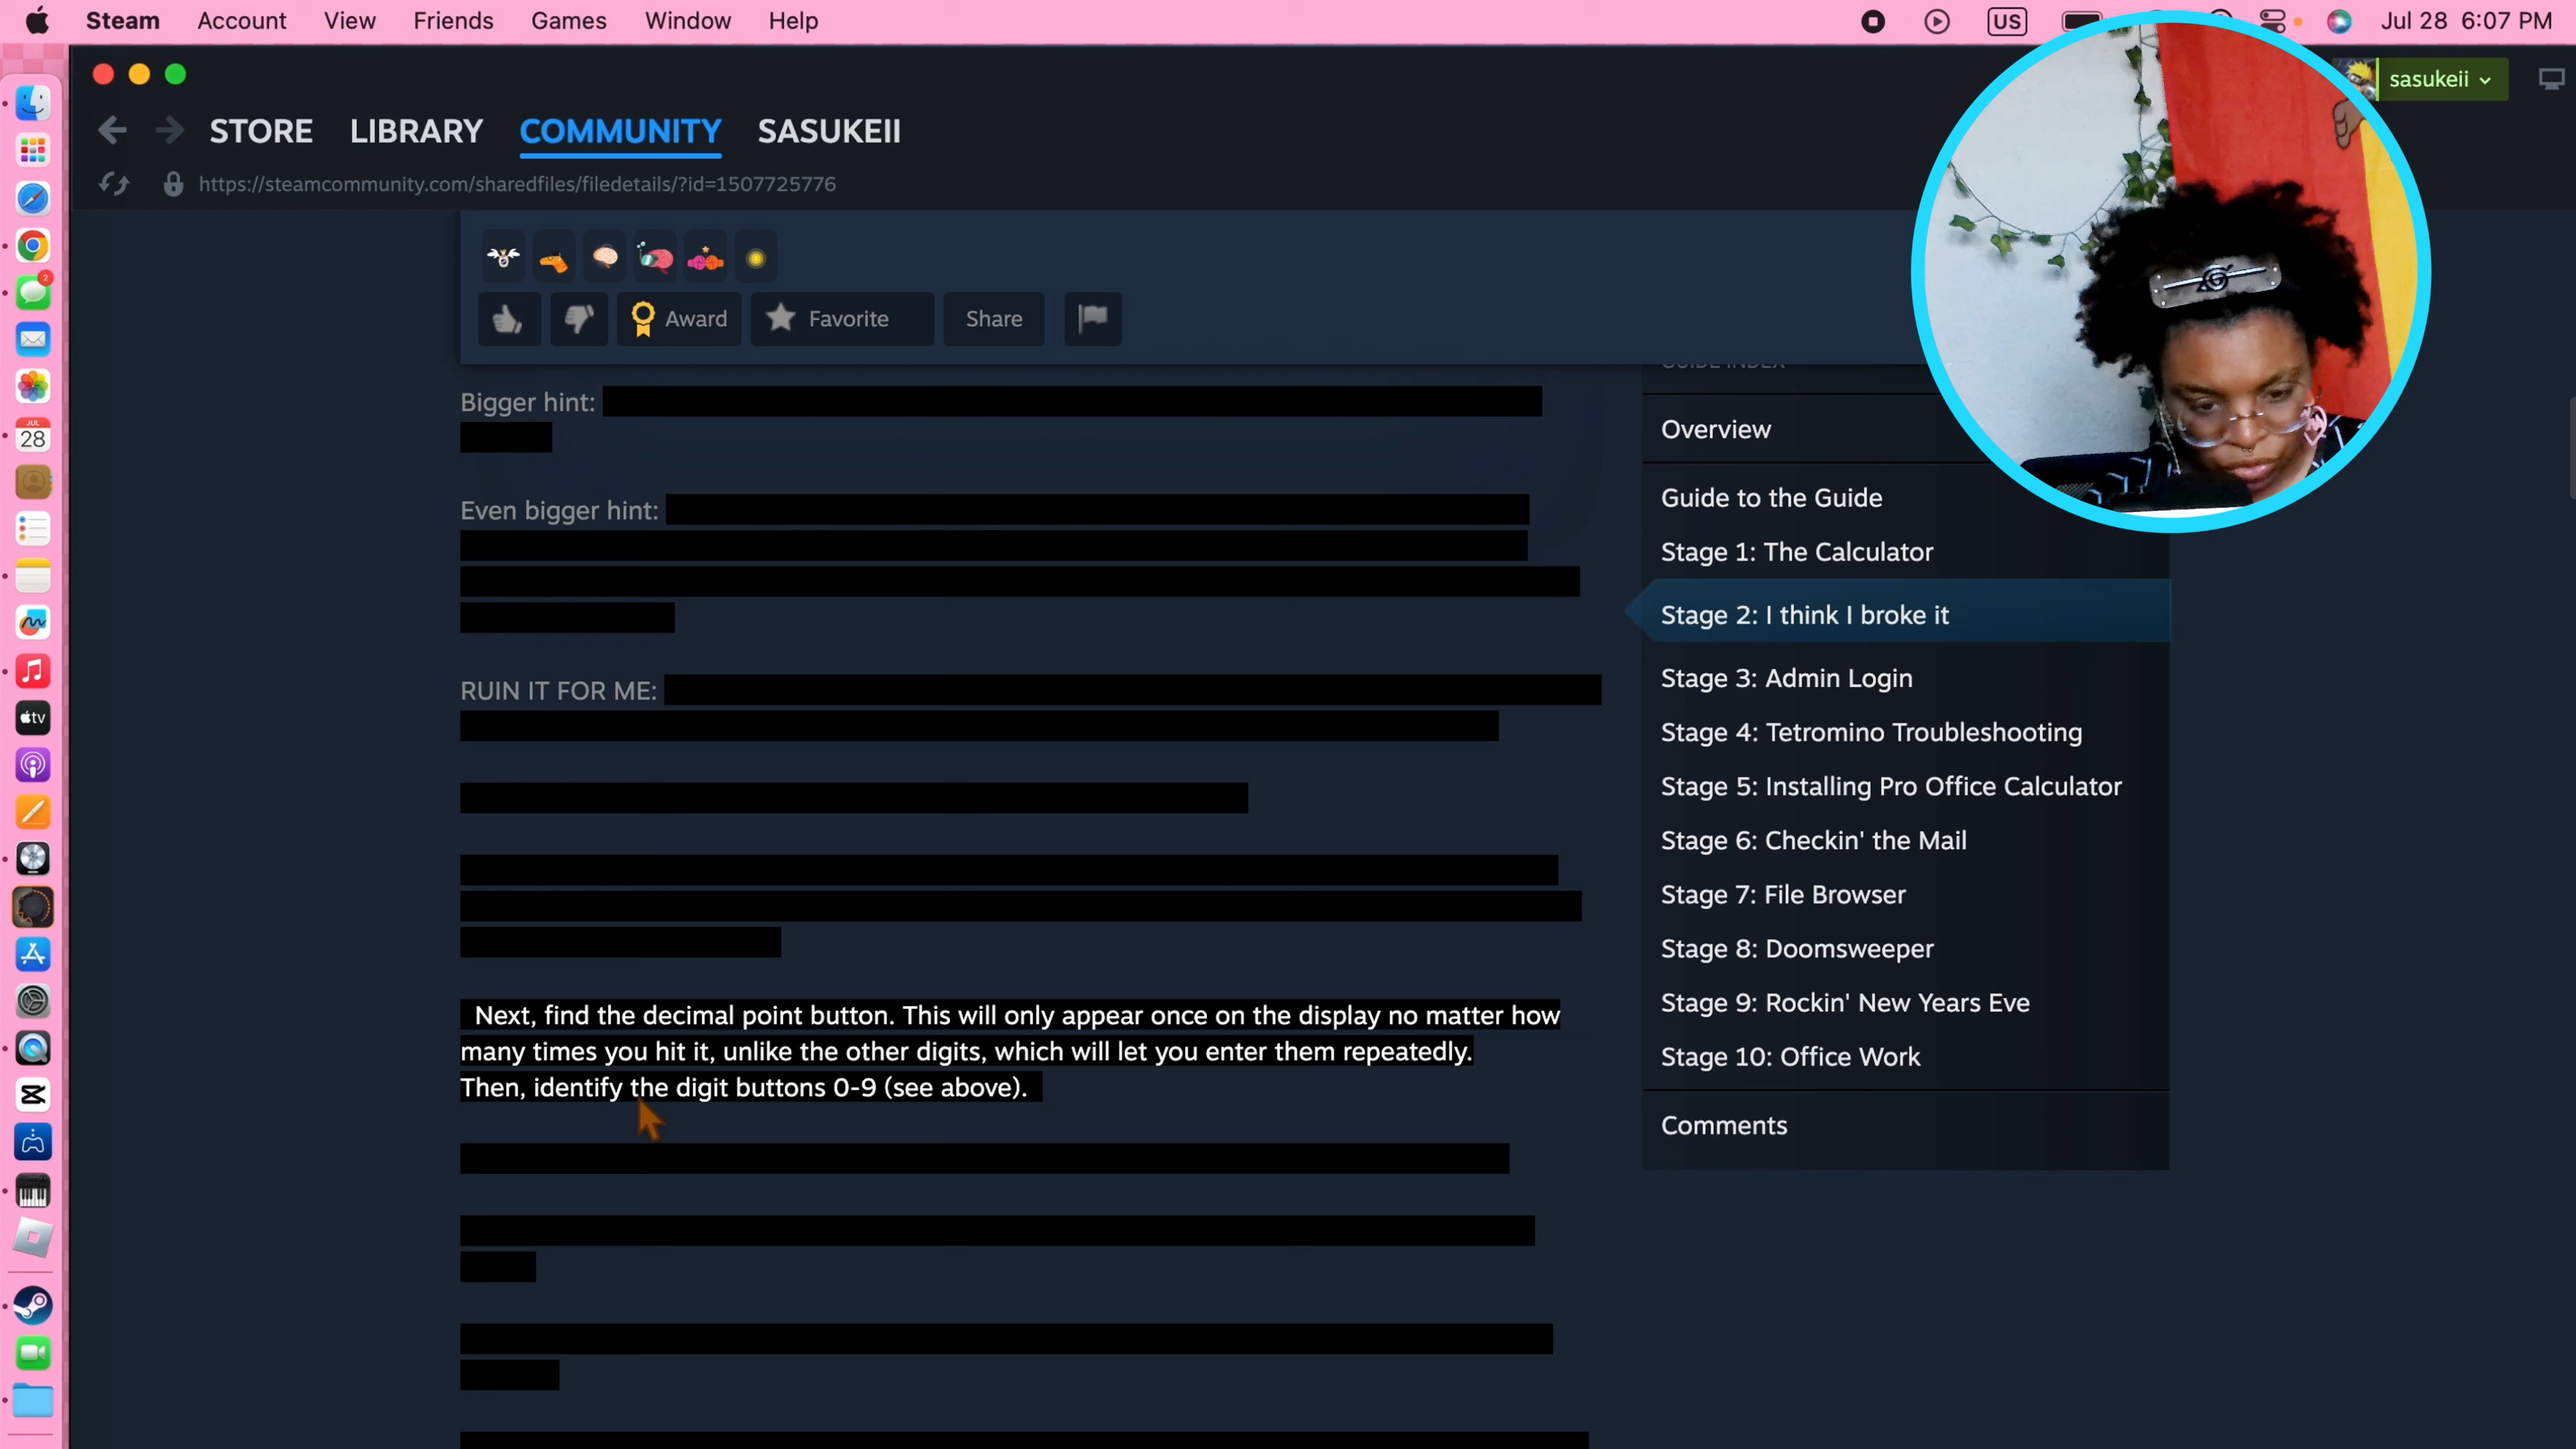 Steam Account View Friends Games Window Help US Jul 28 6:07 PM
sasukeii
STORE LIBRARY COMMUNITY SASUKEII
https://steamcommunity.com/sharedfiles/filedetails/?id=1507725776
Award Favorite Share
GUIDE INDEX
Bigger hint:
Overview
Even bigger hint:
Guide to the Guide
Stage 1: The Calculator
Stage 2: I think I broke it
RUIN IT FOR ME:
Stage 3: Admin Login
Stage 4: Tetromino Troubleshooting
Stage 5: Installing Pro Office Calculator
Stage 6: Checkin' the Mail
Stage 7: File Browser
Stage 8: Doomsweeper
Stage 9: Rockin' New Years Eve
Stage 10: Office Work
Next, find the decimal point button. This will only appear once on the display no matter how
many times you hit it, unlike the other digits, which will let you enter them repeatedly.
Then, identify the digit buttons 0-9 (see above).
Comments
2
JUL
28
tv